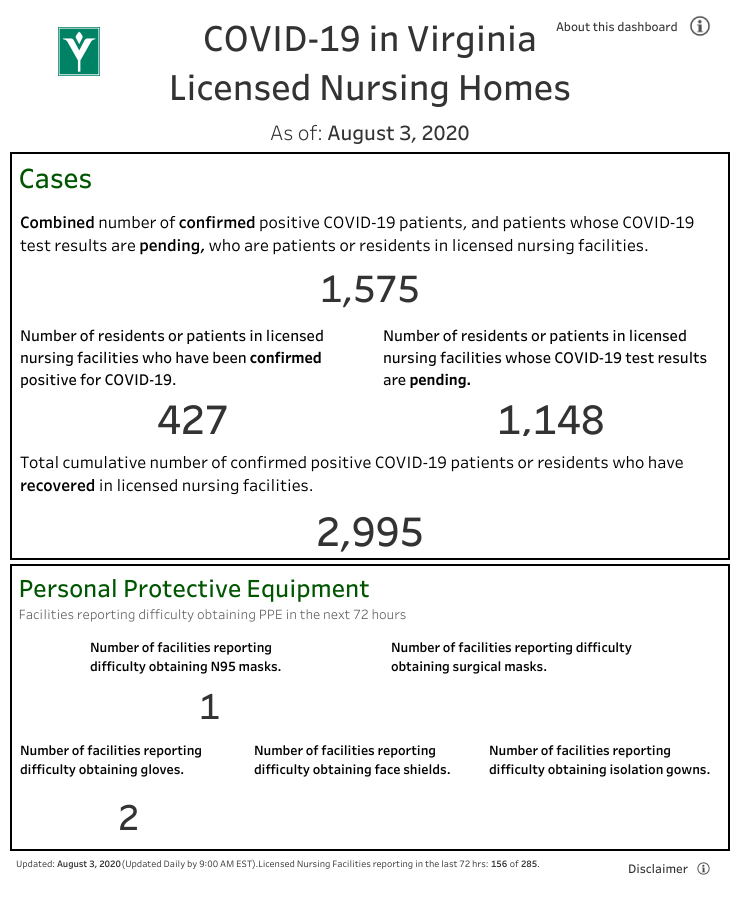 COVID-19 in Virginia
Licensed Nursing Homes
About this dashboard
As of: August 3, 2020
Cases
Combined number of confirmed positive COVID-19 patients, and patients whose COVID-19
test results are pending, who are patients or residents in licensed nursing facilities.
1,575
Number of residents or patients in licensed
nursing facilities who have been confirmed
positive for COVID-19.
427
Number of residents or patients in licensed
nursing facilities whose COVID-19 test results
are pending.
1,148
Total cumulative number of confirmed positive COVID-19 patients or residents who have
recovered in licensed nursing facilities.
2,995
Personal Protective Equipment
Facilities reporting difficulty obtaining PPE in the next 72 hours
Number of facilities reporting
difficulty obtaining N95 masks.
1
Number of facilities reporting difficulty
obtaining surgical masks.
Number of facilities reporting
difficulty obtaining gloves.
2
Number of facilities reporting
difficulty obtaining face shields.
Number of facilities reporting
difficulty obtaining isolation gowns.
Updated: August 3, 2020(Updated Daily by 9:00 AM EST).Licensed Nursing Facilities reporting in the last 72 hrs: 156 of 285.
Disclaimer